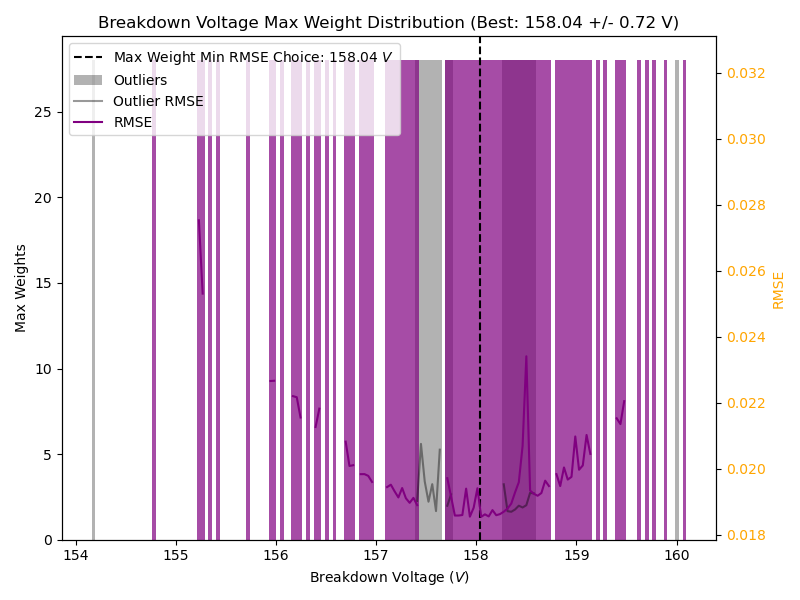 Breakdown Voltage Max Weight Distribution (Best: 158.04 +/- 0.72 V)
Max Weight Min RMSE Choice: 158.04 V
Outliers
Outlier RMSE
RMSE
Max Weights
0
5
10
15
20
25
0.018
0.020
0.022
0.024
0.026
0.028
0.030
0.032
RMSE
154
155
156
157
158
159
160
Breakdown Voltage (V)